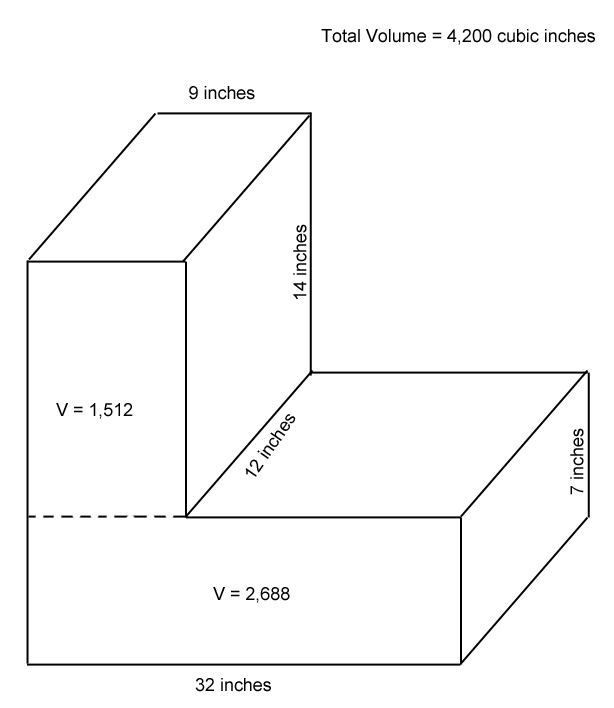 Total Volume = 4,200 cubic inches
9 inches
14 inches
V = 1,512
12 inches
7 inches
V = 2,688
32 inches